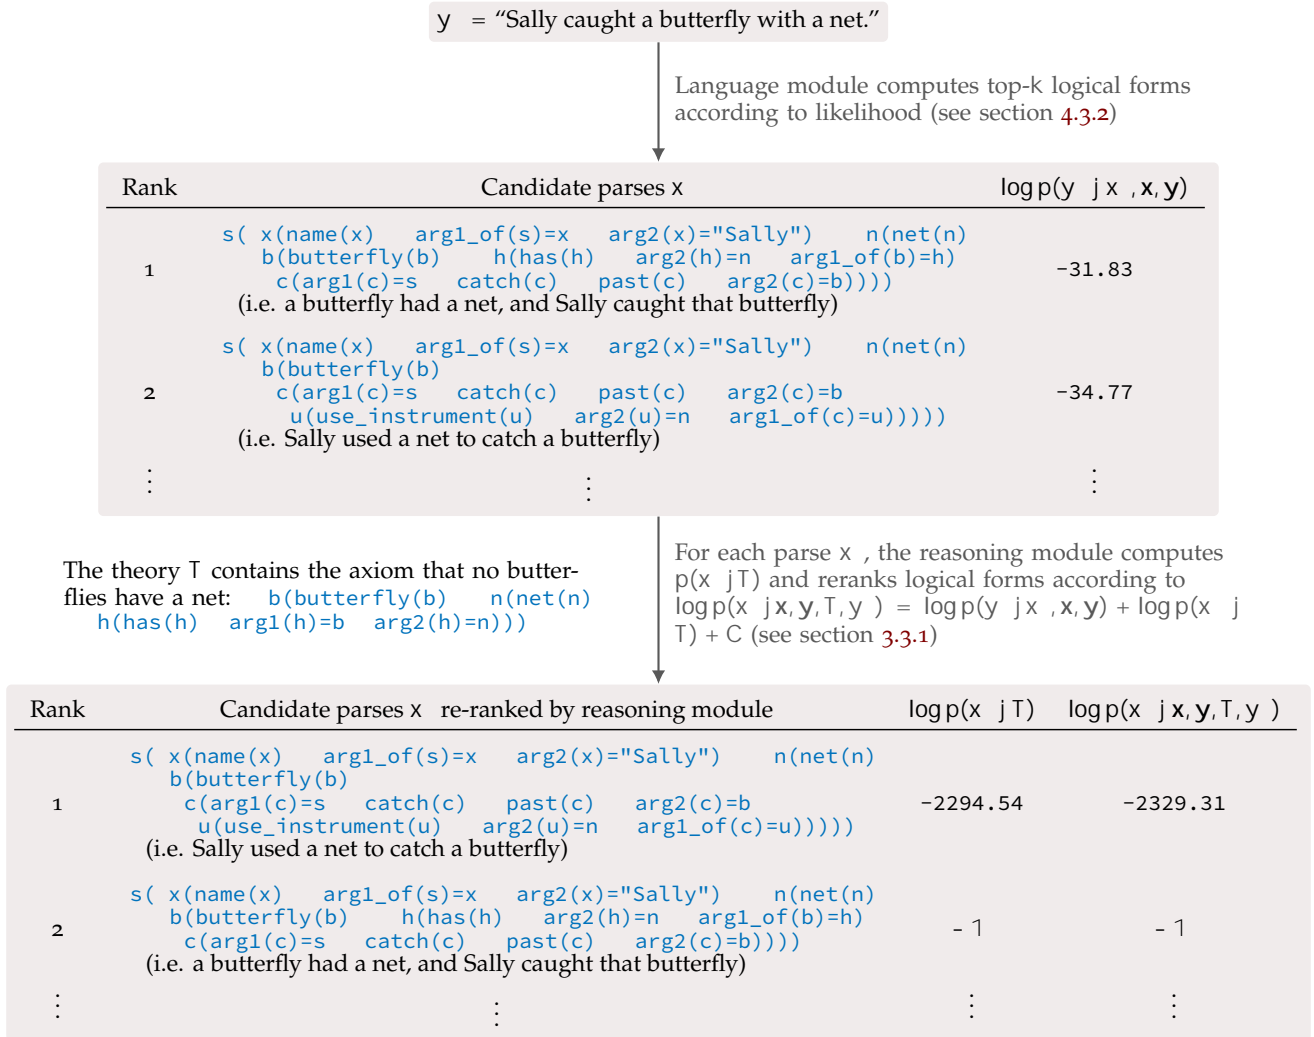 y = “Sally caught a butterfly with a net.”
Language module computes top-k logical forms
according to likelihood (see section 4.3.2)
Rank Candidate parses x log p(y j x , x, y)
s( x(name(x) arg1_of(s)=x arg2(x)="Sally") n(net(n)
b(butterfly(b) h(has(h) arg2(h)=n arg1_of(b)=h)
1 c(arg1(c)=s catch(c) past(c) arg2(c)=b)))) -31.83
(i.e. a butterfly had a net, and Sally caught that butterfly)
s( x(name(x) arg1_of(s)=x arg2(x)="Sally") n(net(n)
b(butterfly(b)
2 c(arg1(c)=s catch(c) past(c) arg2(c)=b -34.77
u(use_instrument(u) arg2(u)=n arg1_of(c)=u)))))
(i.e. Sally used a net to catch a butterfly)
⋮ ⋮ ⋮
The theory T contains the axiom that no butter-
flies have a net: b(butterfly(b) n(net(n)
h(has(h) arg1(h)=b arg2(h)=n)))
For each parse x , the reasoning module computes
p(x jT) and reranks logical forms according to
log p(x j x, y, T, y ) = log p(y j x , x, y) + log p(x j
T) + C (see section 3.3.1)
Rank Candidate parses x re-ranked by reasoning module log p(x jT) log p(x j x, y, T, y )
s( x(name(x) arg1_of(s)=x arg2(x)="Sally") n(net(n)
b(butterfly(b)
1 c(arg1(c)=s catch(c) past(c) arg2(c)=b -2294.54 -2329.31
u(use_instrument(u) arg2(u)=n arg1_of(c)=u)))))
(i.e. Sally used a net to catch a butterfly)
s( x(name(x) arg1_of(s)=x arg2(x)="Sally") n(net(n)
b(butterfly(b) h(has(h) arg2(h)=n arg1_of(b)=h)
2 c(arg1(c)=s catch(c) past(c) arg2(c)=b)))) -1 -1
(i.e. a butterfly had a net, and Sally caught that butterfly)
⋮ ⋮ ⋮ ⋮